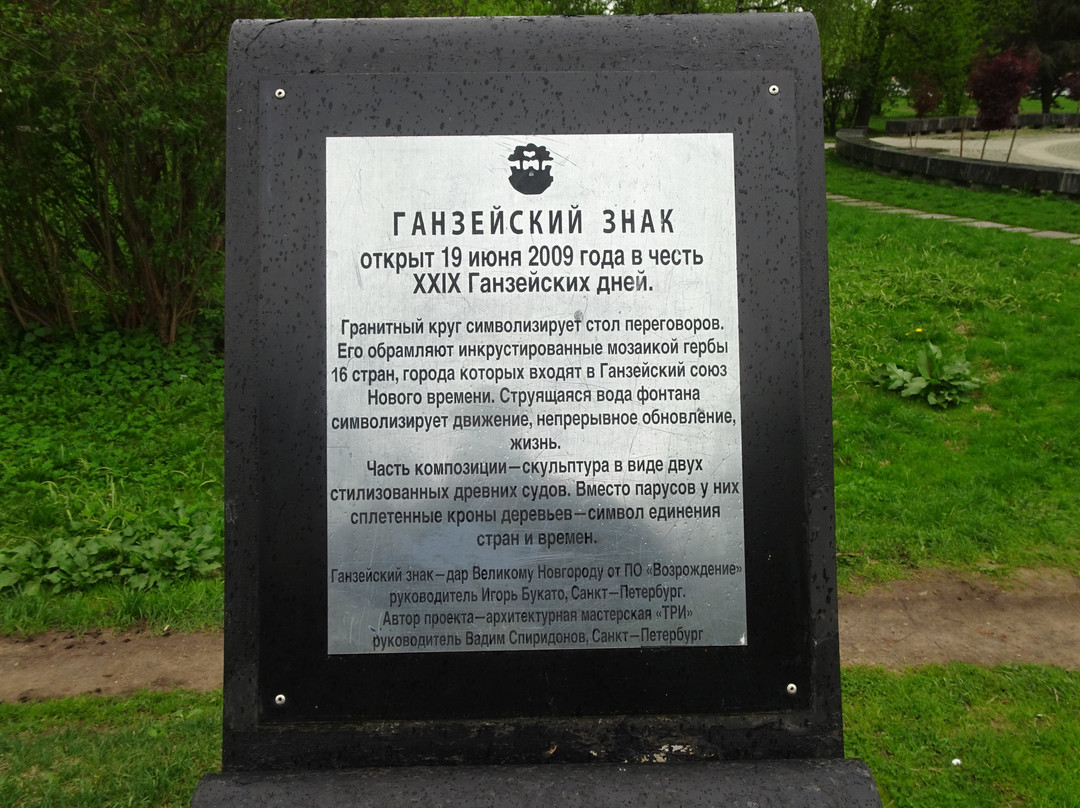 ГАНЗЕЙСКИЙ ЗНАК
открыт 19 июня 2009 года в честь
XXIX Ганзейских дней.
Гранитный круг символизирует стол переговоров.
Его обрамляют инкрустированные мозаикой гербы
16 стран, города которых входят в Ганзейский союз
Нового времени. Струящаяся вода фонтана
символизирует движение, непрерывное обновление,
жизнь.
Часть композиции—скульптура в виде двух
стилизованных древних судов. Вместо парусов у них
сплетенные кроны деревьев—символ единения
стран и времен.
Ганзейский знак—дар Великому Новгороду от ПО «Возрождение»
руководитель Игорь Букато, Санкт—Петербург.
Автор проекта—архитектурная мастерская «ТРИ»
руководитель Вадим Спиридонов, Санкт—Петербург